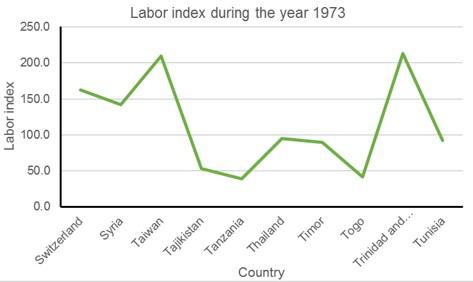 Labor index during the year 1973
250.0
200.0
150.0
100.0
50.0
0.0
Labor index
Switzerland
Syria
Taiwan
Tajikistan
Tanzania
Thailand
Timor
Togo
Trinidad and...
Tunisia
Country